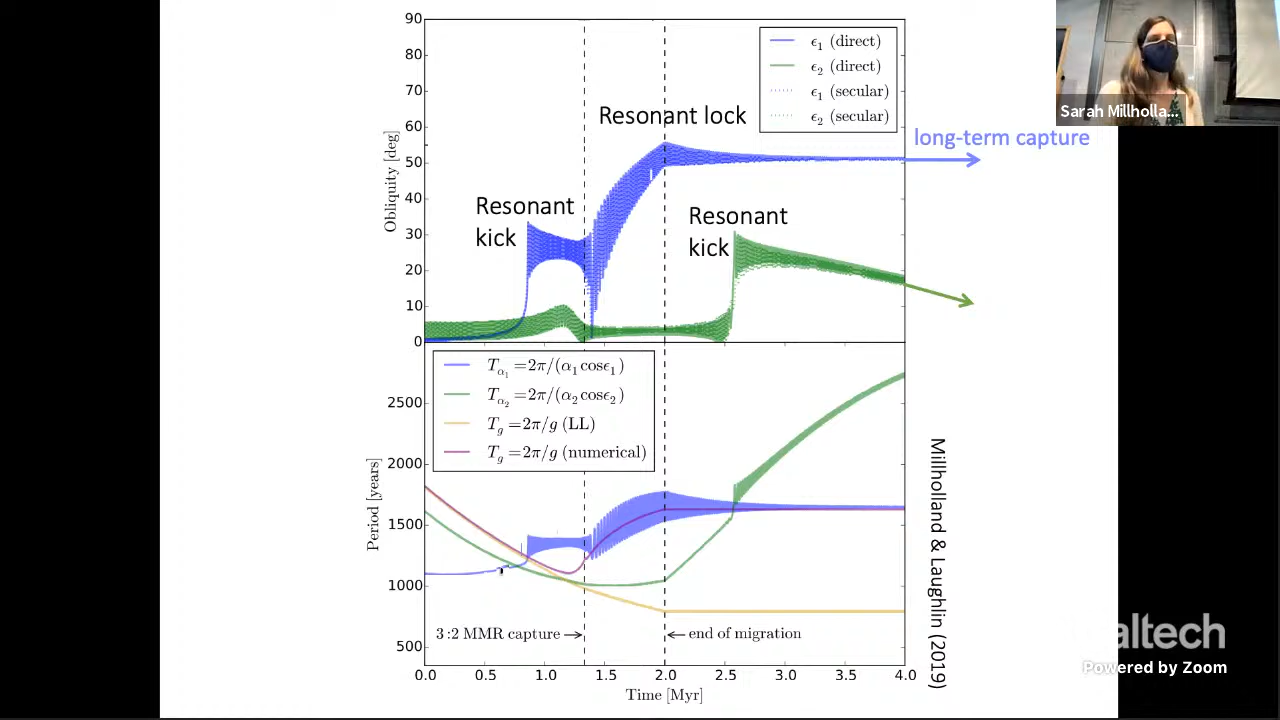 90
80
70
60
50
40
30
20
10
0
Obliquity [deg]
ϵ₁ (direct)
ϵ₂ (direct)
ϵ₁ (secular)
ϵ₂ (secular)
Resonant lock
Resonant
kick
Resonant
kick
long-term capture
Sarah Millholla...
T_α₁ = 2π/(α₁ cosϵ₁)
T_α₂ = 2π/(α₂ cosϵ₂)
T_g = 2π/g (LL)
T_g = 2π/g (numerical)
2500
2000
1500
1000
500
Period [years]
3:2 MMR capture
end of migration
0.0 0.5 1.0 1.5 2.0 2.5 3.0 3.5 4.0
Time [Myr]
Millholland & Laughlin (2019)
altech
Powered by Zoom